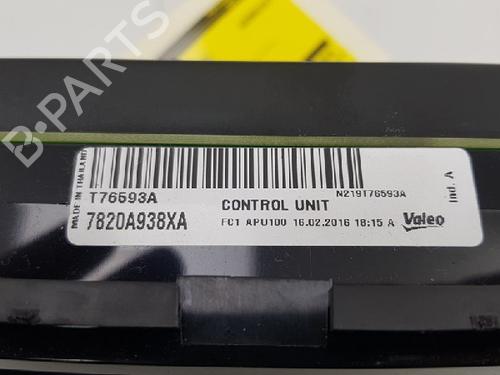 B-PARTS
MADE IN THAILAND
T76593A
7820A938XA
CONTROL UNIT
N219T76593A
FC1 APU100 16.02.2016 18:15 A
Valeo
Ind. A